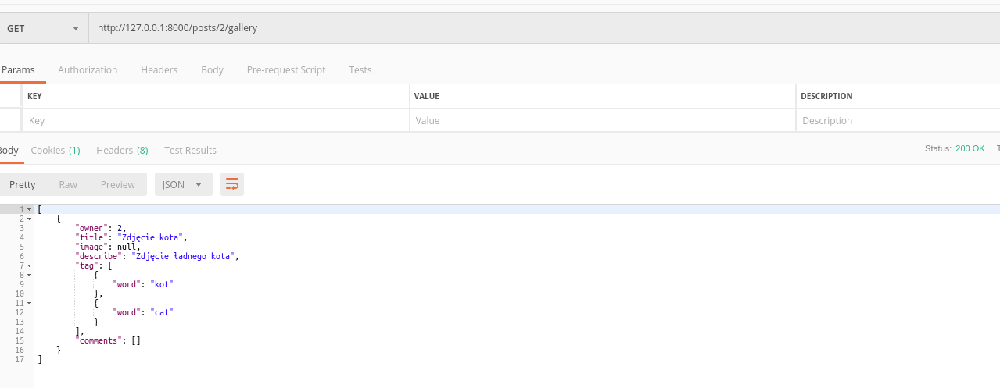 GET http://127.0.0.1:8000/posts/2/gallery
Params Authorization Headers Body Pre-request Script Tests
KEY VALUE DESCRIPTION
Key Value Description
Body Cookies (1) Headers (8) Test Results Status: 200 OK T
Pretty Raw Preview JSON
1 [
2 {
3 "owner": 2,
4 "title": "Zdjęcie kota",
5 "image": null,
6 "describe": "Zdjęcie ładnego kota",
7 "tag": [
8 {
9 "word": "kot"
10 },
11 {
12 "word": "cat"
13 }
14 ],
15 "comments": []
16 }
17 ]